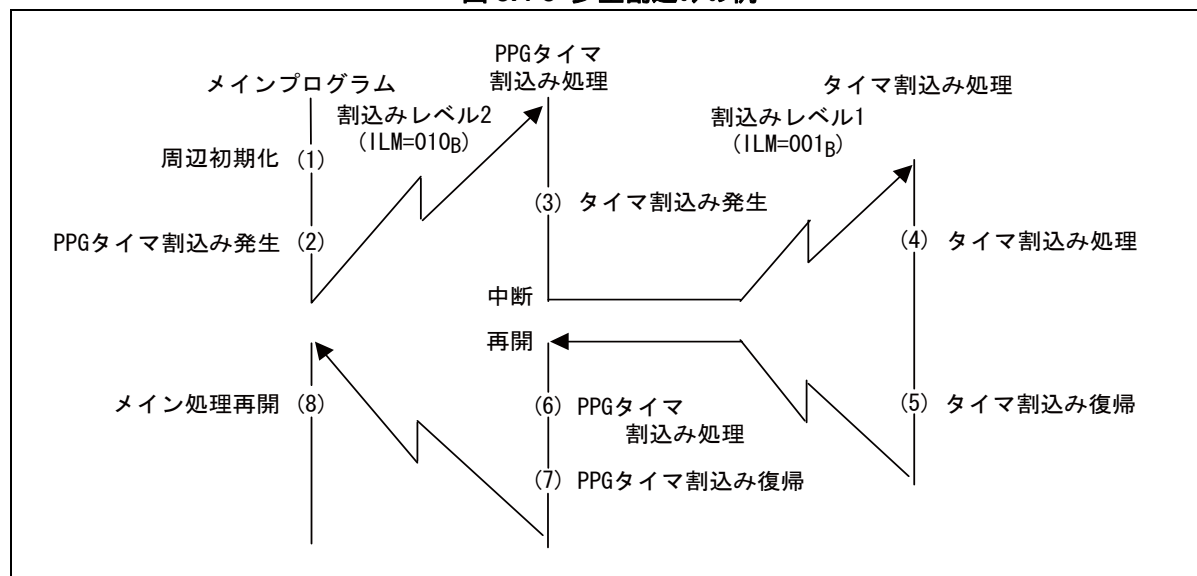 PPGタイマ
割込み処理
メインプログラム
タイマ割込み処理
割込みレベル2
(ILM=010B)
割込みレベル1
(ILM=001B)
周辺初期化 (1)
(3) タイマ割込み発生
PPGタイマ割込み発生 (2)
(4) タイマ割込み処理
中断
再開
メイン処理再開 (8)
(6) PPGタイマ
割込み処理
(5) タイマ割込み復帰
(7) PPGタイマ割込み復帰